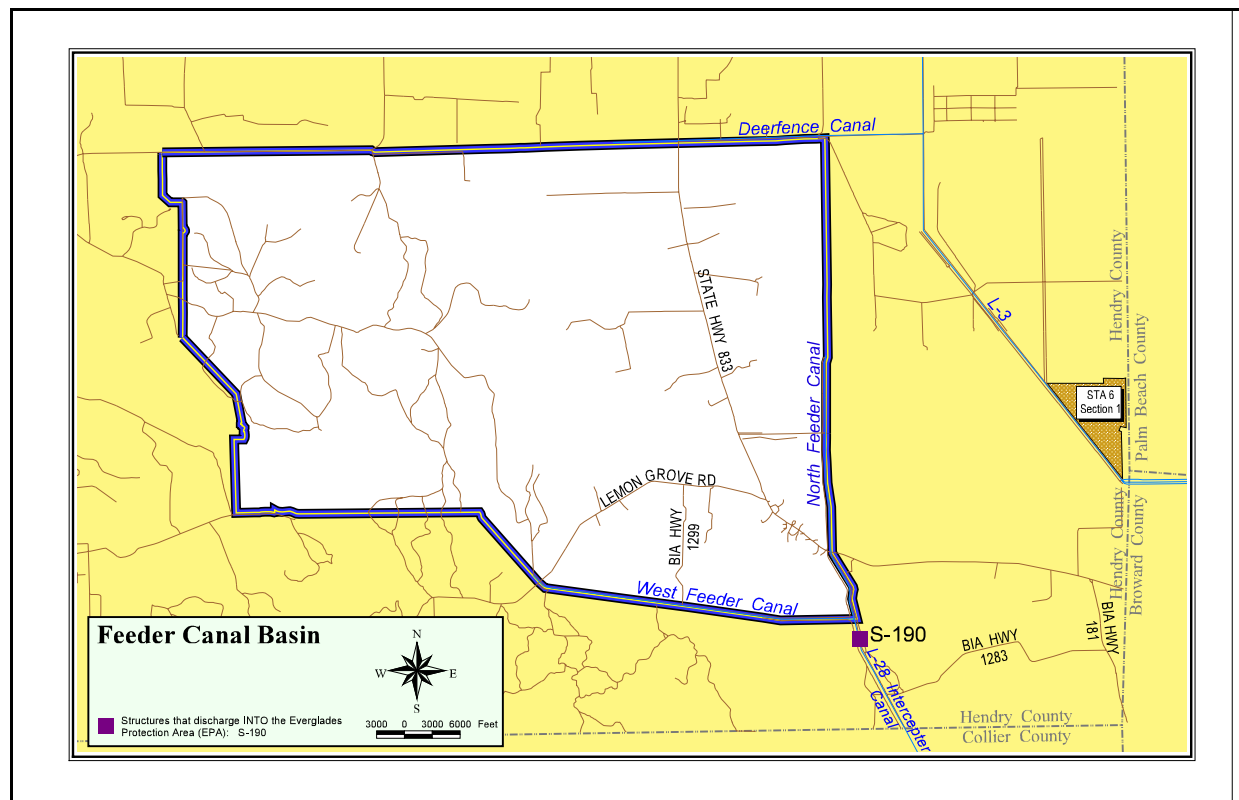 Deerfence Canal
Hendry County
Palm Beach County
L-3
STATE HWY 833
North Feeder Canal
STA 6
Section 1
LEMON GROVE RD
BIA HWY
1299
Hendry County
Broward County
West Feeder Canal
S-190
BIA HWY
1283
BIA HWY
181
L-28 Intercepter
Canal
Hendry County
Collier County
Feeder Canal Basin
N
W
E
S
Structures that discharge INTO the Everglades
Protection Area (EPA): S-190
3000 0 3000 6000 Feet